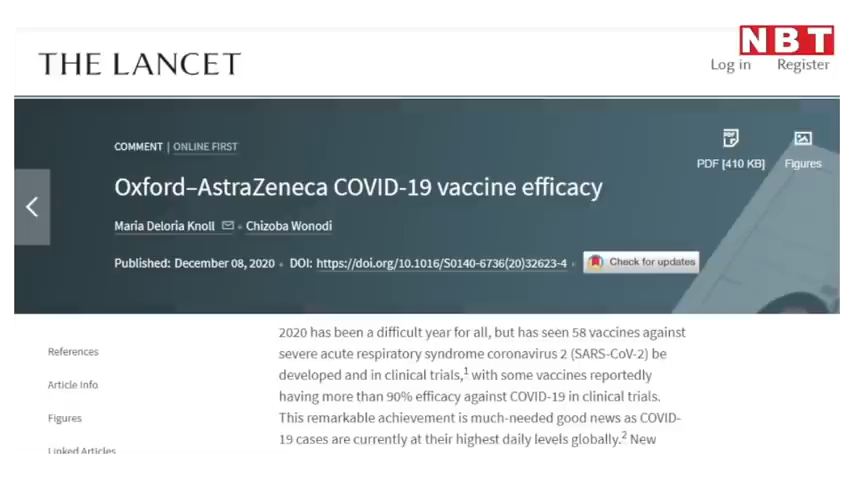 NBT
THE LANCET
Log in Register
COMMENT | ONLINE FIRST
PDF [410 KB] Figures
Oxford–AstraZeneca COVID-19 vaccine efficacy
Maria Deloria Knoll • Chizoba Wonodi
Published: December 08, 2020 • DOI: https://doi.org/10.1016/S0140-6736(20)32623-4 • Check for updates
References
Article Info
Figures
Linked Articles
2020 has been a difficult year for all, but has seen 58 vaccines against
severe acute respiratory syndrome coronavirus 2 (SARS-CoV-2) be
developed and in clinical trials,1 with some vaccines reportedly
having more than 90% efficacy against COVID-19 in clinical trials.
This remarkable achievement is much-needed good news as COVID-
19 cases are currently at their highest daily levels globally.2 New